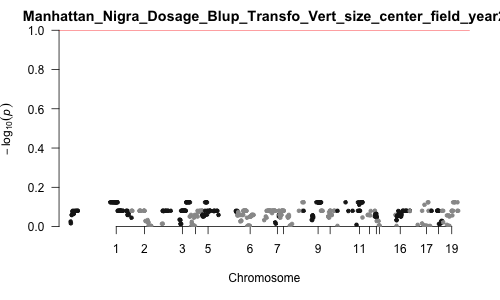 Manhattan_Nigra_Dosage_Blup_Transfo_Vert_size_center_field_year
1.0
0.8
0.6
0.4
0.2
0.0
− log10(p)
1 2 3 5 6 7 9 11 16 17 19
Chromosome